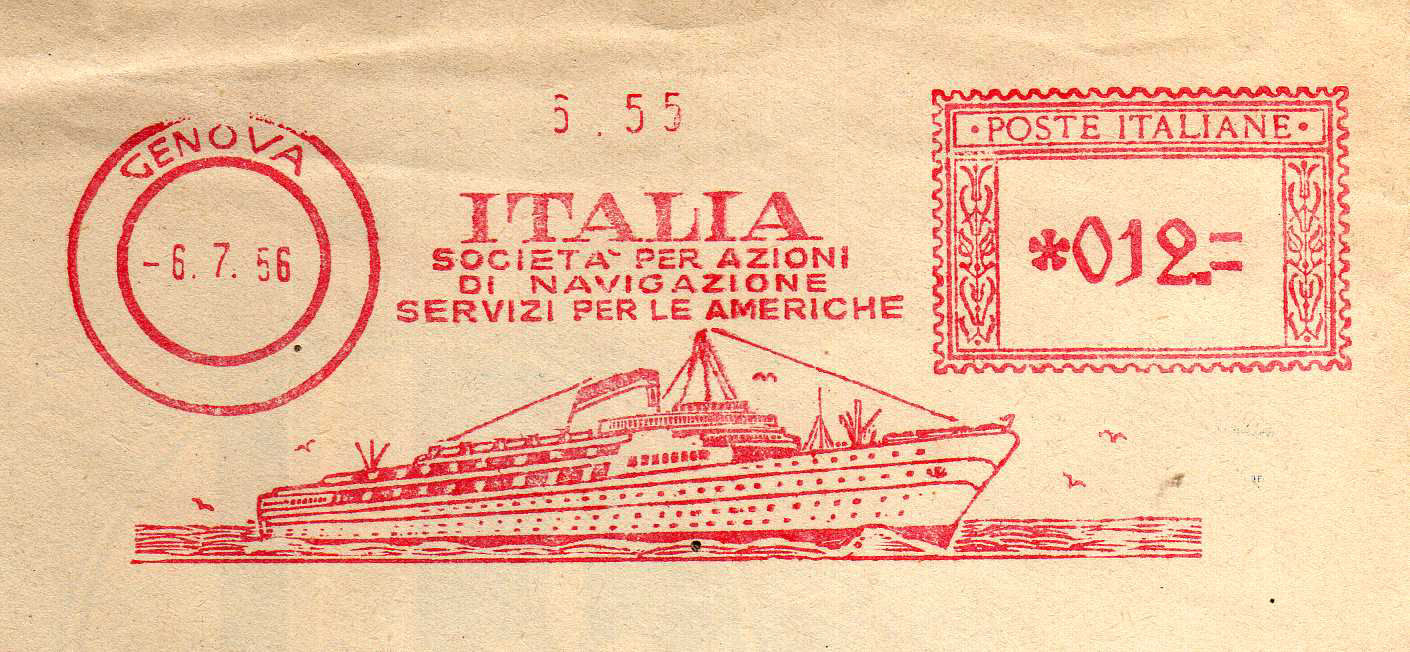 GENOVA
-6. 7. 56
6 . 55
ITALIA
SOCIETA` PER AZIONI
DI NAVIGAZIONE
SERVIZI PER LE AMERICHE
· POSTE ITALIANE ·
*012=